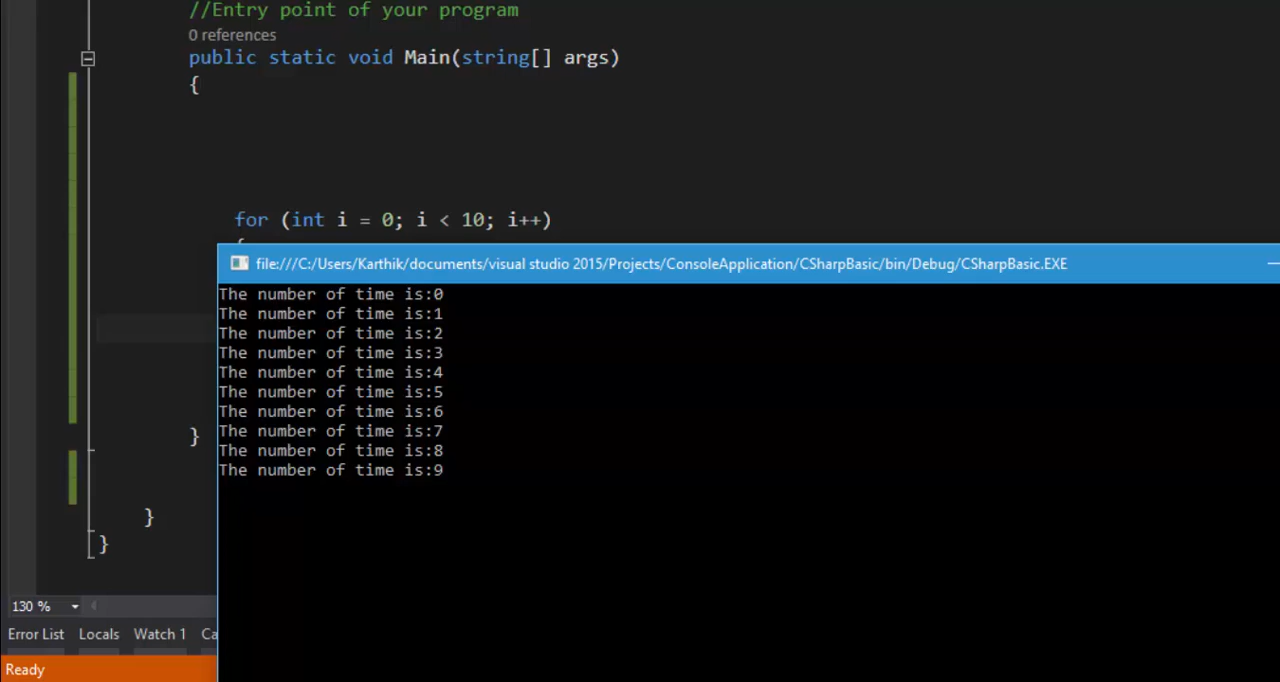 //Entry point of your program
0 references
public static void Main(string[] args)
{
for (int i = 0; i < 10; i++)
file:///C:/Users/Karthik/documents/visual studio 2015/Projects/ConsoleApplication/CSharpBasic/bin/Debug/CSharpBasic.EXE
The number of time is:0
The number of time is:1
The number of time is:2
The number of time is:3
The number of time is:4
The number of time is:5
The number of time is:6
The number of time is:7
The number of time is:8
The number of time is:9
}
}
}
130 %
Error List Locals Watch 1
Ready